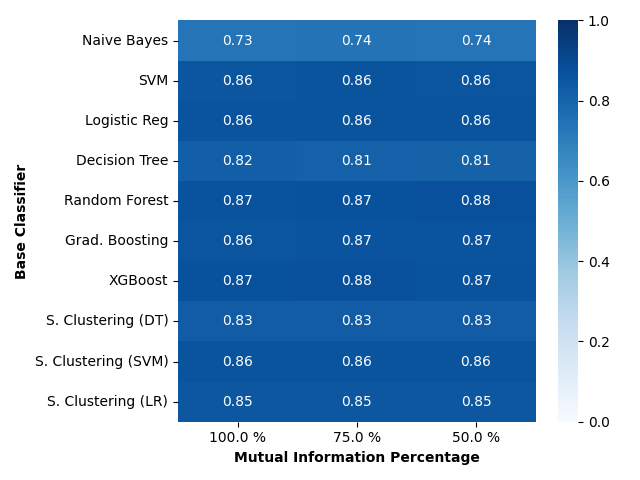 Base Classifier
Naive Bayes 0.73 0.74 0.74
SVM 0.86 0.86 0.86
Logistic Reg 0.86 0.86 0.86
Decision Tree 0.82 0.81 0.81
Random Forest 0.87 0.87 0.88
Grad. Boosting 0.86 0.87 0.87
XGBoost 0.87 0.88 0.87
S. Clustering (DT) 0.83 0.83 0.83
S. Clustering (SVM) 0.86 0.86 0.86
S. Clustering (LR) 0.85 0.85 0.85
100.0 % 75.0 % 50.0 %
Mutual Information Percentage
1.0
0.8
0.6
0.4
0.2
0.0